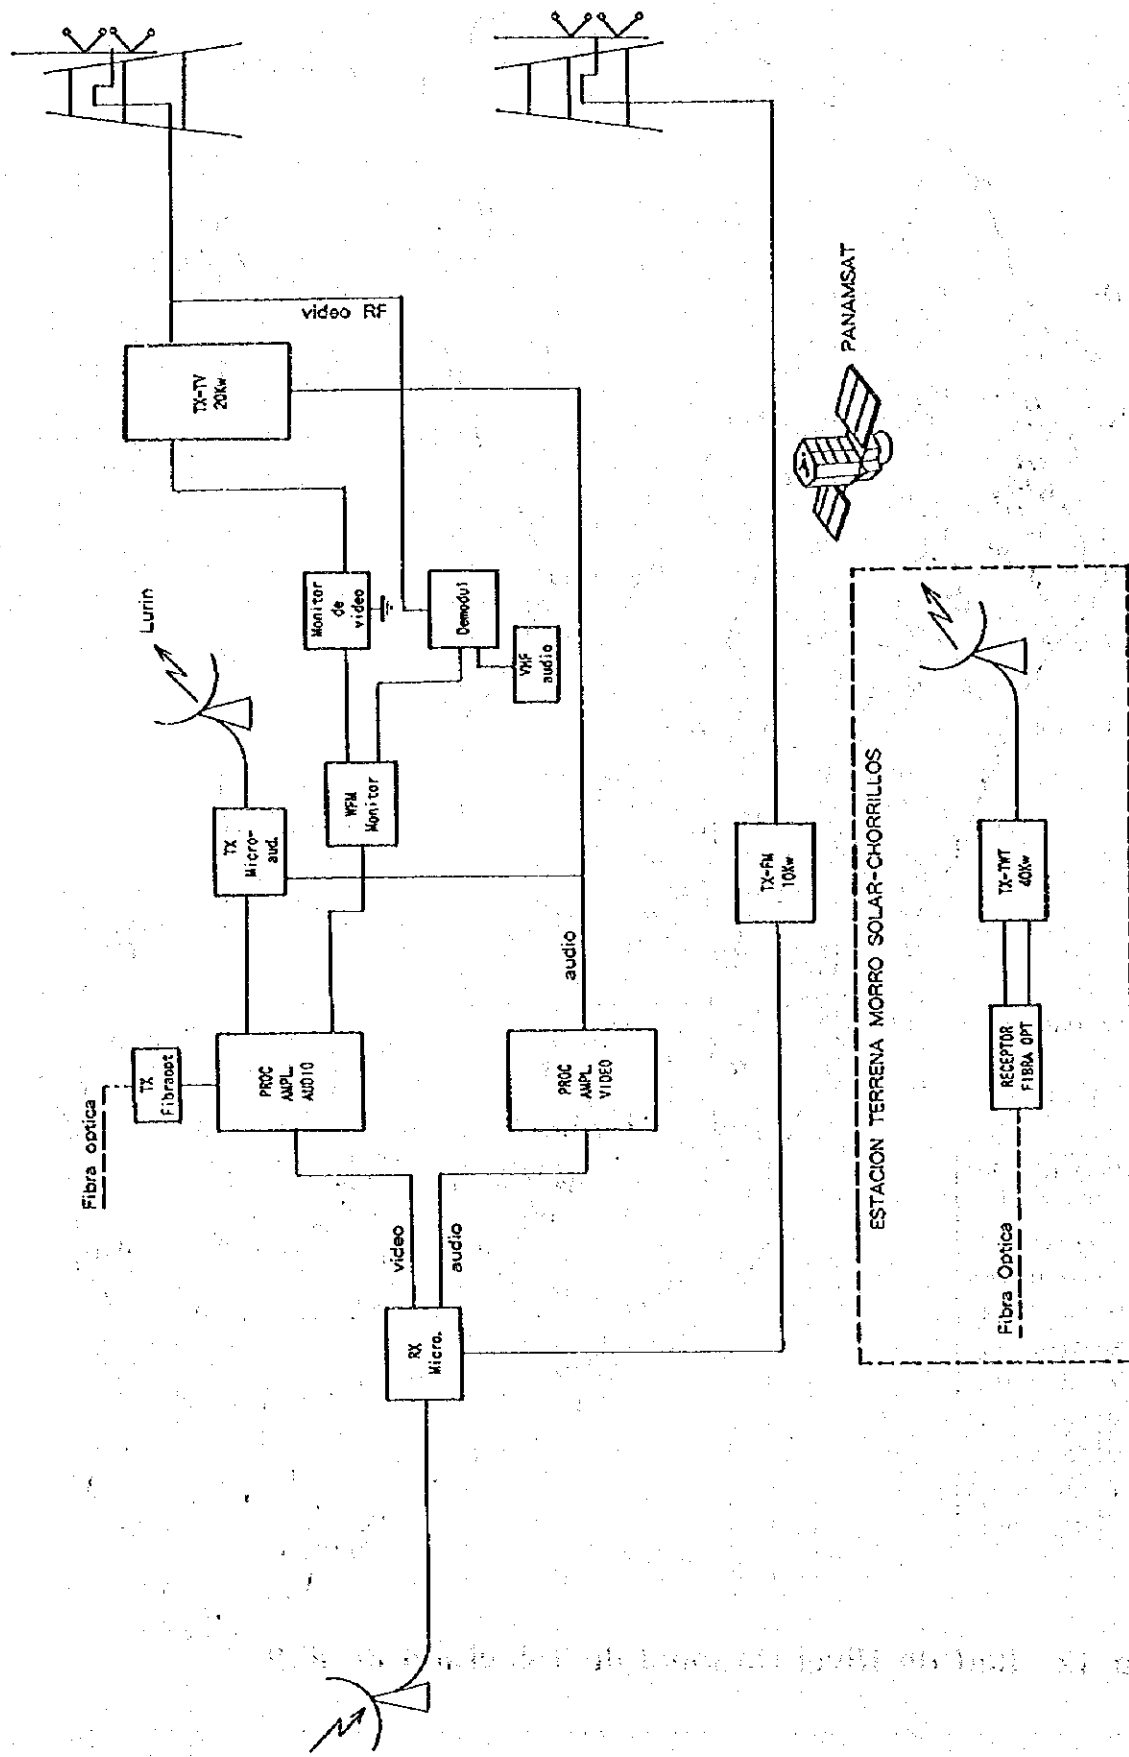 Fibra optica
TX
Fibraopt
PROC
AMPL.
AUDIO
TX
Micro-
aud.
Lurin
TX-TV
20Kw
video RF
Monitor
de
video
WFM
Monitor
Demodul
VHF
audio
video
audio
RX
Micro.
PROC
AMPL
VIDEO
audio
TX-FM
10Kw
PANAMSAT
ESTACION TERRENA MORRO SOLAR-CHORRILLOS
Fibra Optica
RECEPTOR
FIBRA OPT
TX-TWT
40Kw